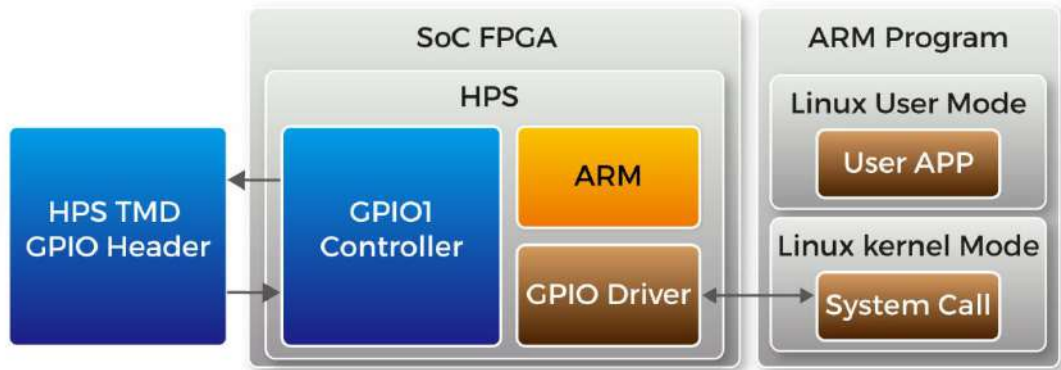 SoC FPGA
HPS
HPS TMD
GPIO Header
GPIO1
Controller
ARM
GPIO Driver
ARM Program
Linux User Mode
User APP
Linux kernel Mode
System Call